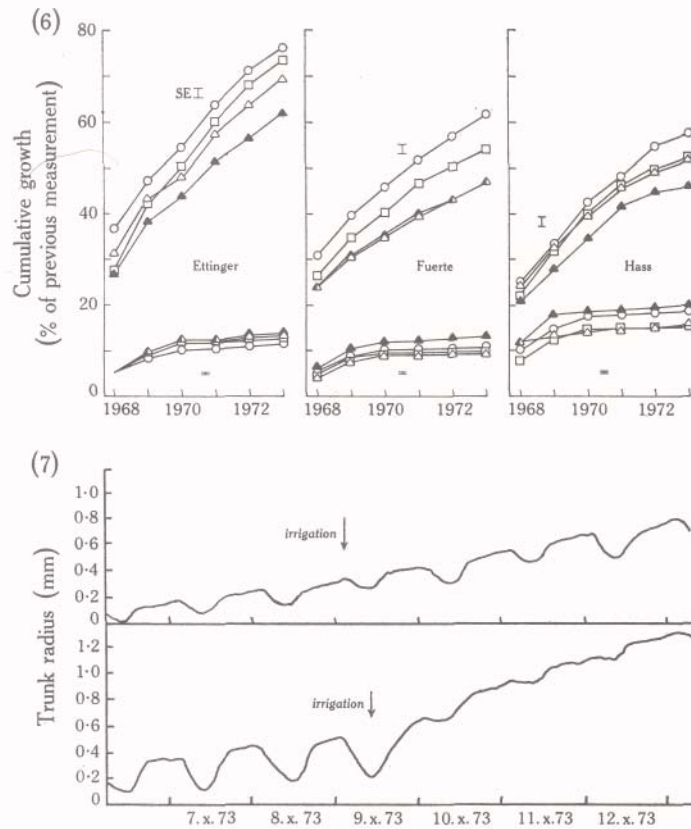 (6)
80
60
40
20
10
0
Cumulative growth
(% of previous measurement)
SE
Ettinger
Fuerte
Hass
1968 1970 1972
1968 1970 1972
1968 1970 1972
(7)
Trunk radius (mm)
1·0
0·8
0·6
0·4
0·2
0
irrigation
1·2
1·0
0·8
0·6
0·4
0·2
0
irrigation
7. x. 73 8. x. 73 9. x. 73 10. x. 73 11. x. 73 12. x. 73